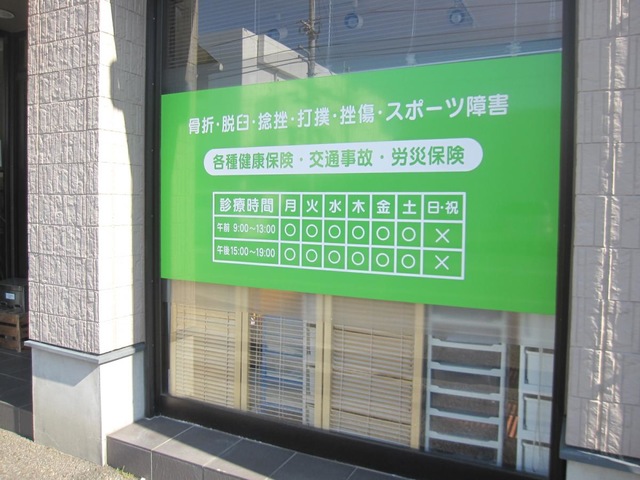 骨折・脱臼・捻挫・打撲・挫傷・スポーツ障害
各種健康保険・交通事故・労災保険
診療時間 月 火 水 木 金 土 日・祝
午前 9:00〜13:00 ○ ○ ○ ○ ○ ○ ×
午後15:00〜19:00 ○ ○ ○ ○ ○ ○ ×